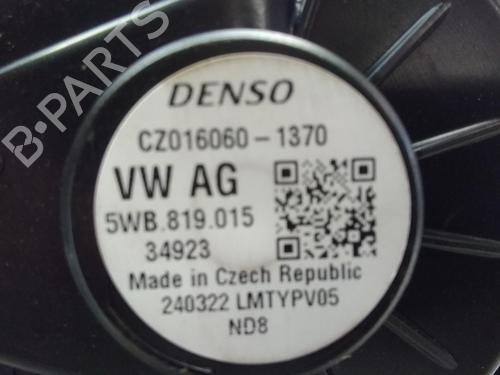 B-Parts
DENSO
CZ016060-1370
VW AG
5WB.819.015
34923
Made in Czech Republic
240322 LMTYPV05
ND8